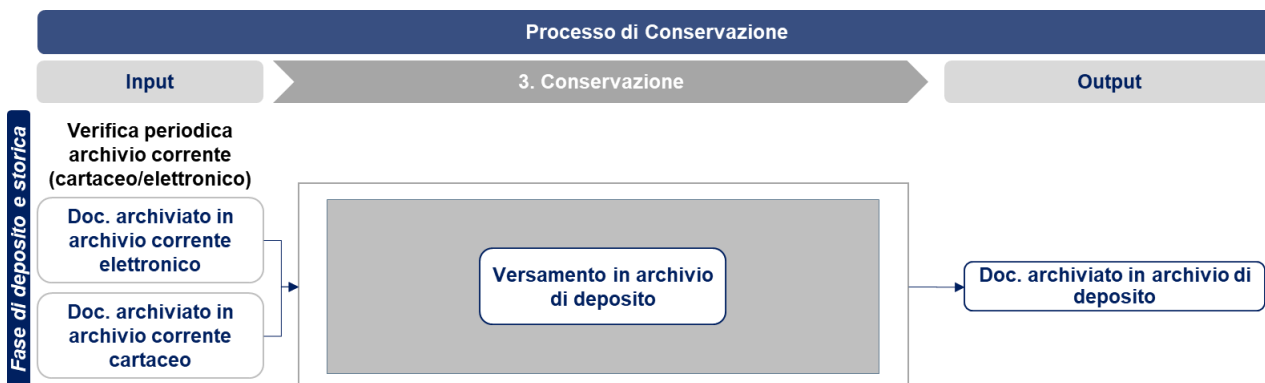 Processo di Conservazione
Input
3. Conservazione
Output
Fase di deposito e storica
Verifica periodica
archivio corrente
(cartaceo/elettronico)
Doc. archiviato in
archivio corrente
elettronico
Doc. archiviato in
archivio corrente
cartaceo
Versamento in archivio
di deposito
Doc. archiviato in archivio di
deposito